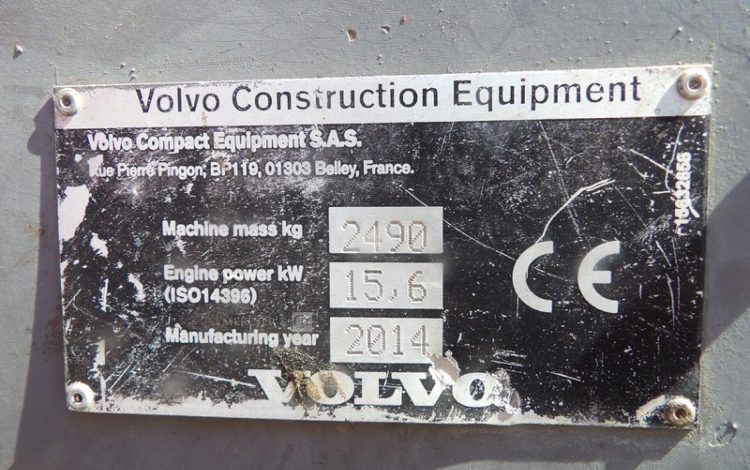 Volvo Construction Equipment
Volvo Compact Equipment S.A.S.
Rue Pierre Pingon, BP119, 01303 Belley, France.
Machine mass kg 2490
Engine power kW 15.6
(ISO14396)
Manufacturing year 2014
CE
VOLVO